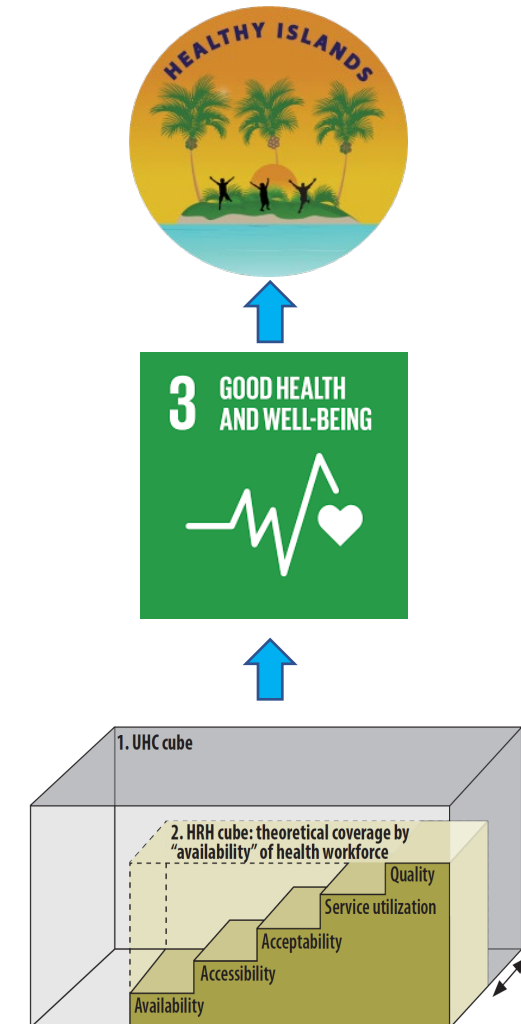 HEALTHY ISLANDS
3 GOOD HEALTH
AND WELL-BEING
1. UHC cube
2. HRH cube: theoretical coverage by
“availability” of health workforce
Quality
Service utilization
Acceptability
Accessibility
Availability